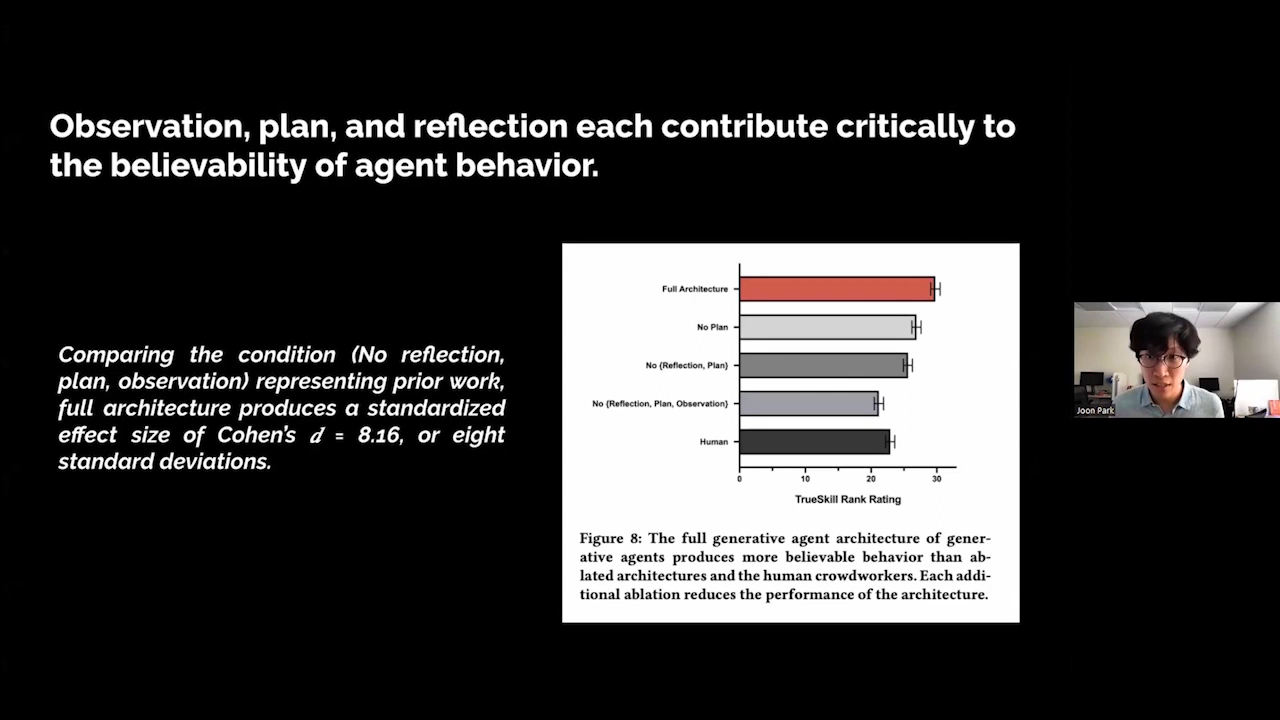 Observation, plan, and reflection each contribute critically to
the believability of agent behavior.
Comparing the condition (No reflection,
plan, observation) representing prior work,
full architecture produces a standardized
effect size of Cohen's d = 8.16, or eight
standard deviations.
Full Architecture
No Plan
No {Reflection, Plan}
No {Reflection, Plan, Observation}
Human
0 10 20 30
TrueSkill Rank Rating
Figure 8: The full generative agent architecture of gener-
ative agents produces more believable behavior than ab-
lated architectures and the human crowdworkers. Each addi-
tional ablation reduces the performance of the architecture.
Joon Park